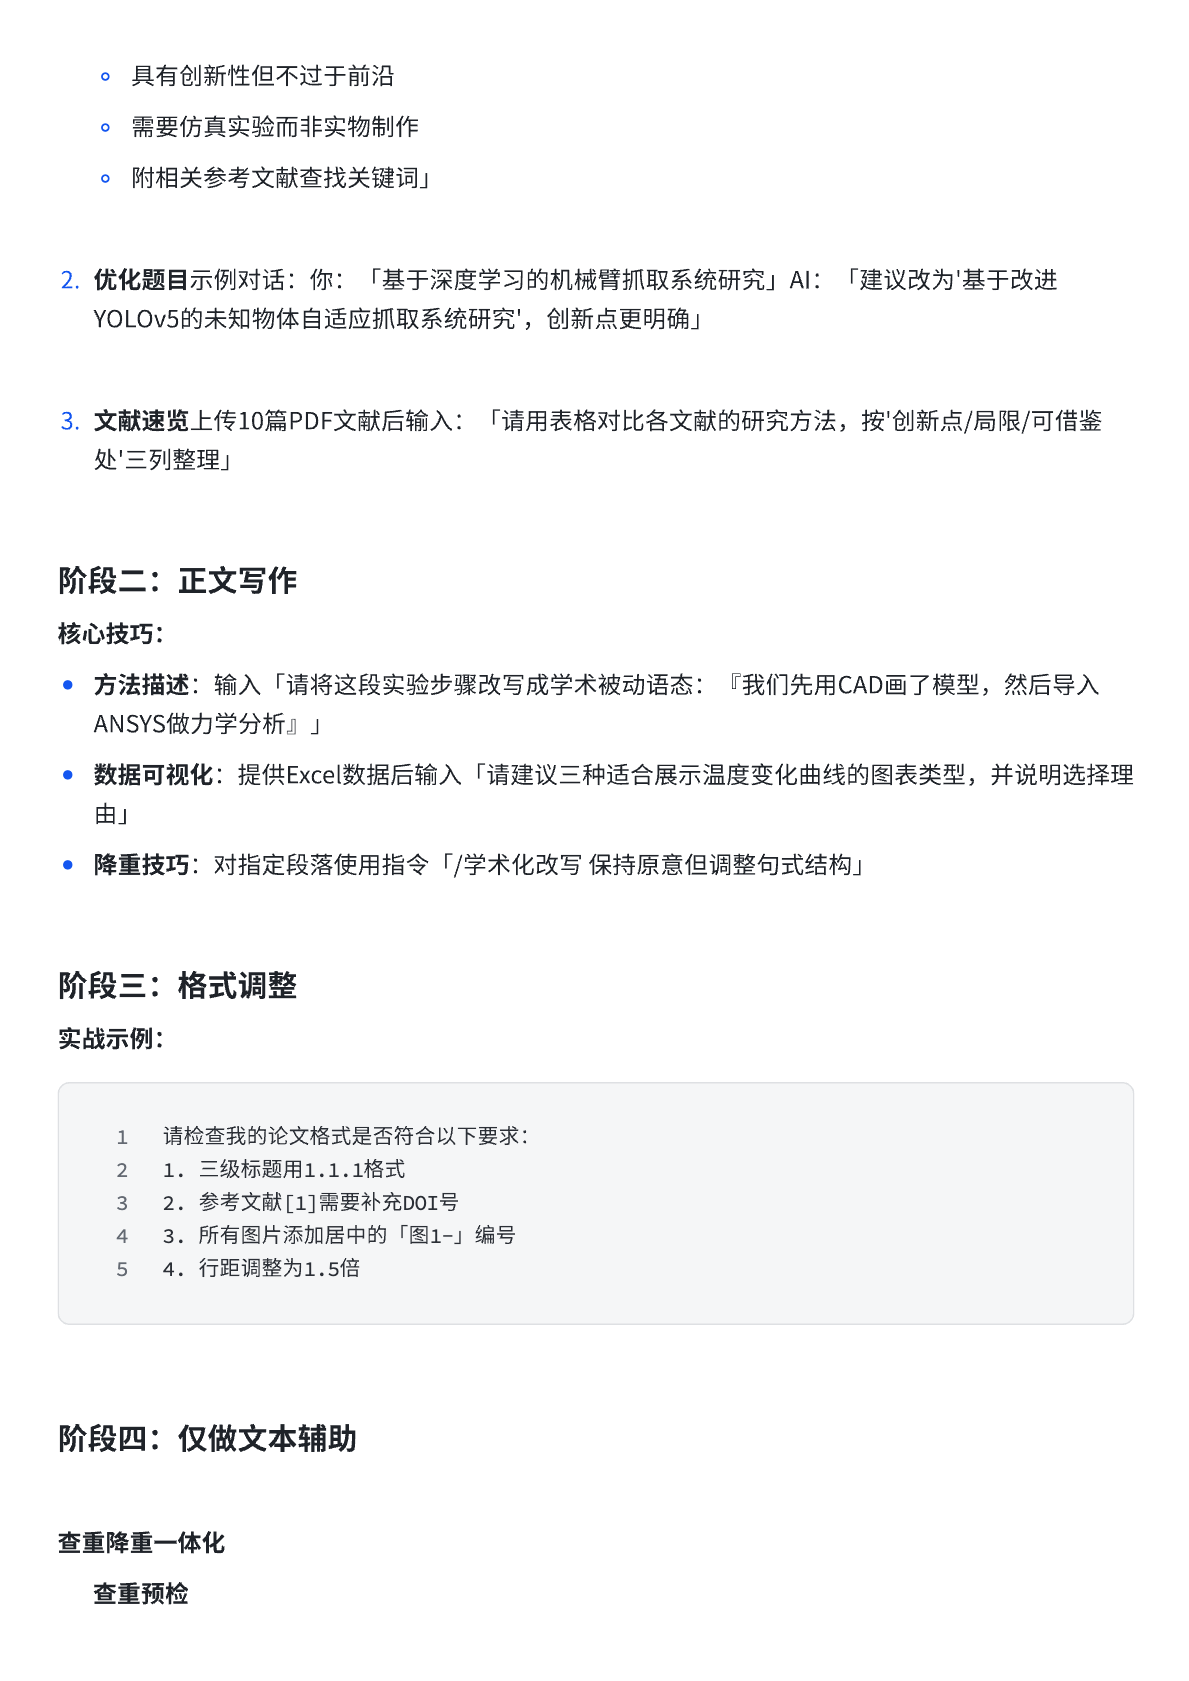 具有创新性但不过于前沿
需要仿真实验而非实物制作
附相关参考文献查找关键词」
2. 优化题目示例对话：你：「基于深度学习的机械臂抓取系统研究」AI：「建议改为'基于改进
YOLOv5的未知物体自适应抓取系统研究'，创新点更明确」
3. 文献速览上传10篇PDF文献后输入：「请用表格对比各文献的研究方法，按'创新点/局限/可借鉴
处'三列整理」
阶段二：正文写作
核心技巧：
方法描述：输入「请将这段实验步骤改写成学术被动语态：『我们先用CAD画了模型，然后导入
ANSYS做力学分析』」
数据可视化：提供Excel数据后输入「请建议三种适合展示温度变化曲线的图表类型，并说明选择理
由」
降重技巧：对指定段落使用指令「/学术化改写 保持原意但调整句式结构」
阶段三：格式调整
实战示例：
1 请检查我的论文格式是否符合以下要求：
2 1. 三级标题用1.1.1格式
3 2. 参考文献[1]需要补充DOI号
4 3. 所有图片添加居中的「图1-」编号
5 4. 行距调整为1.5倍
阶段四：仅做文本辅助
查重降重一体化
查重预检